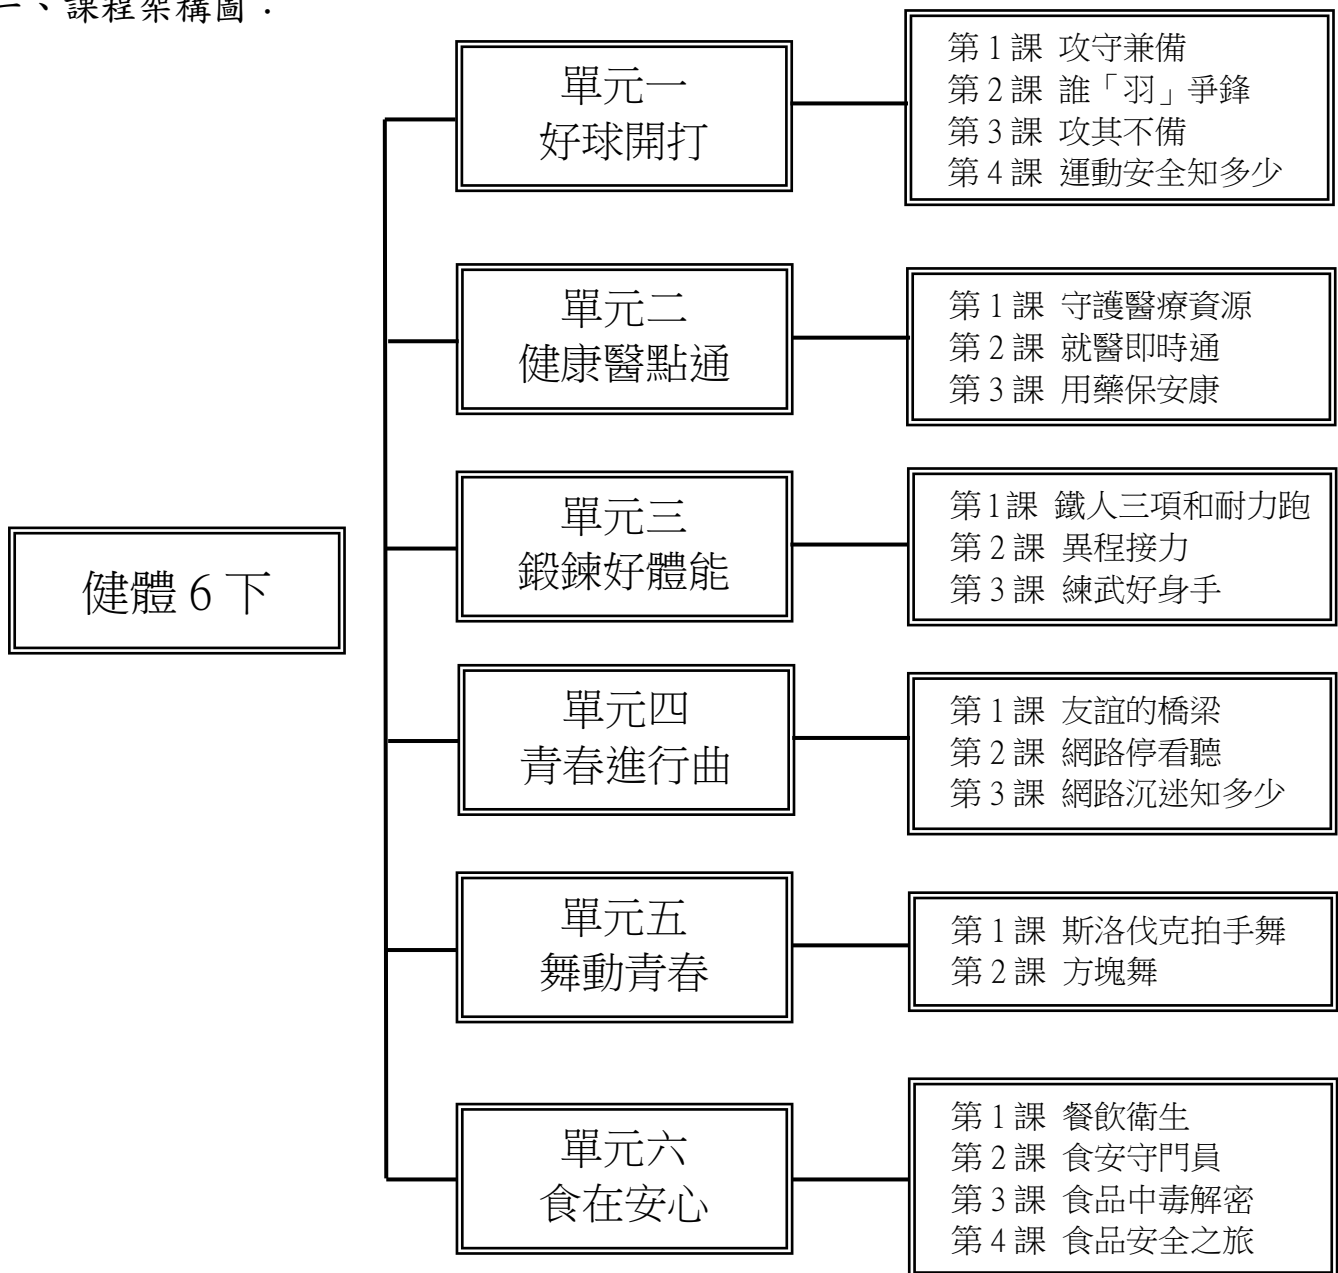 一、課程架構圖：
健體 6 下
單元一
好球開打
第 1 課 攻守兼備
第 2 課 誰「羽」爭鋒
第 3 課 攻其不備
第 4 課 運動安全知多少
單元二
健康醫點通
第 1 課 守護醫療資源
第 2 課 就醫即時通
第 3 課 用藥保安康
單元三
鍛鍊好體能
第 1 課 鐵人三項和耐力跑
第 2 課 異程接力
第 3 課 練武好身手
單元四
青春進行曲
第 1 課 友誼的橋梁
第 2 課 網路停看聽
第 3 課 網路沉迷知多少
單元五
舞動青春
第 1 課 斯洛伐克拍手舞
第 2 課 方塊舞
單元六
食在安心
第 1 課 餐飲衛生
第 2 課 食安守門員
第 3 課 食品中毒解密
第 4 課 食品安全之旅